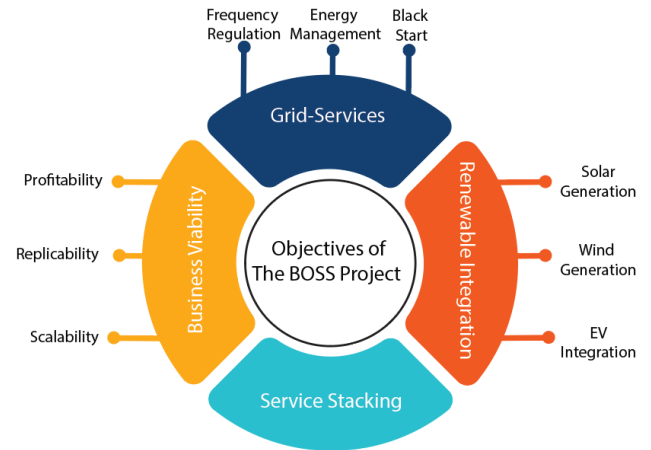 Frequency
Regulation
Energy
Management
Black
Start
Grid-Services
Profitability
Replicability
Scalability
Business Viability
Objectives of
The BOSS Project
Renewable Integration
Solar
Generation
Wind
Generation
EV
Integration
Service Stacking